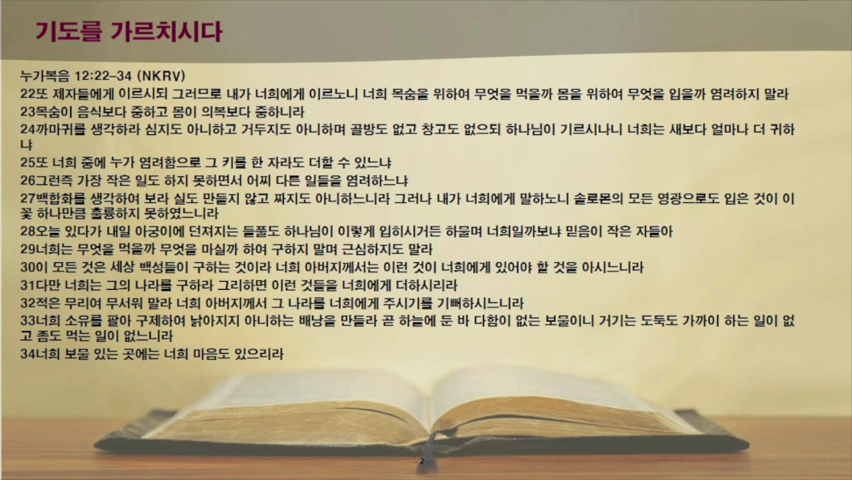 기도를 가르치시다
누가복음 12:22-34 (NKRV)
22또 제자들에게 이르시되 그러므로 내가 너희에게 이르노니 너희 목숨을 위하여 무엇을 먹을까 몸을 위하여 무엇을 입을까 염려하지 말라
23목숨이 음식보다 중하고 몸이 의복보다 중하니라
24까마귀를 생각하라 심지도 아니하고 거두지도 아니하며 골방도 없고 창고도 없으되 하나님이 기르시나니 너희는 새보다 얼마나 더 귀하
냐
25또 너희 중에 누가 염려함으로 그 키를 한 자라도 더할 수 있느냐
26그런즉 가장 작은 일도 하지 못하면서 어찌 다른 일들을 염려하느냐
27백합화를 생각하여 보라 실도 만들지 않고 짜지도 아니하느니라 그러나 내가 너희에게 말하노니 솔로몬의 모든 영광으로도 입은 것이 이
꽃 하나만큼 훌륭하지 못하였느니라
28오늘 있다가 내일 아궁이에 던져지는 들풀도 하나님이 이렇게 입히시거든 하물며 너희일까보냐 믿음이 작은 자들아
29너희는 무엇을 먹을까 무엇을 마실까 하여 구하지 말며 근심하지도 말라
30이 모든 것은 세상 백성들이 구하는 것이라 너희 아버지께서는 이런 것이 너희에게 있어야 할 것을 아시느니라
31다만 너희는 그의 나라를 구하라 그리하면 이런 것들을 너희에게 더하시리라
32적은 무리여 무서워 말라 너희 아버지께서 그 나라를 너희에게 주시기를 기뻐하시느니라
33너희 소유를 팔아 구제하여 낡아지지 아니하는 배낭을 만들라 곧 하늘에 둔 바 다함이 없는 보물이니 거기는 도둑도 가까이 하는 일이 없
고 좀도 먹는 일이 없느니라
34너희 보물 있는 곳에는 너희 마음도 있으리라
2